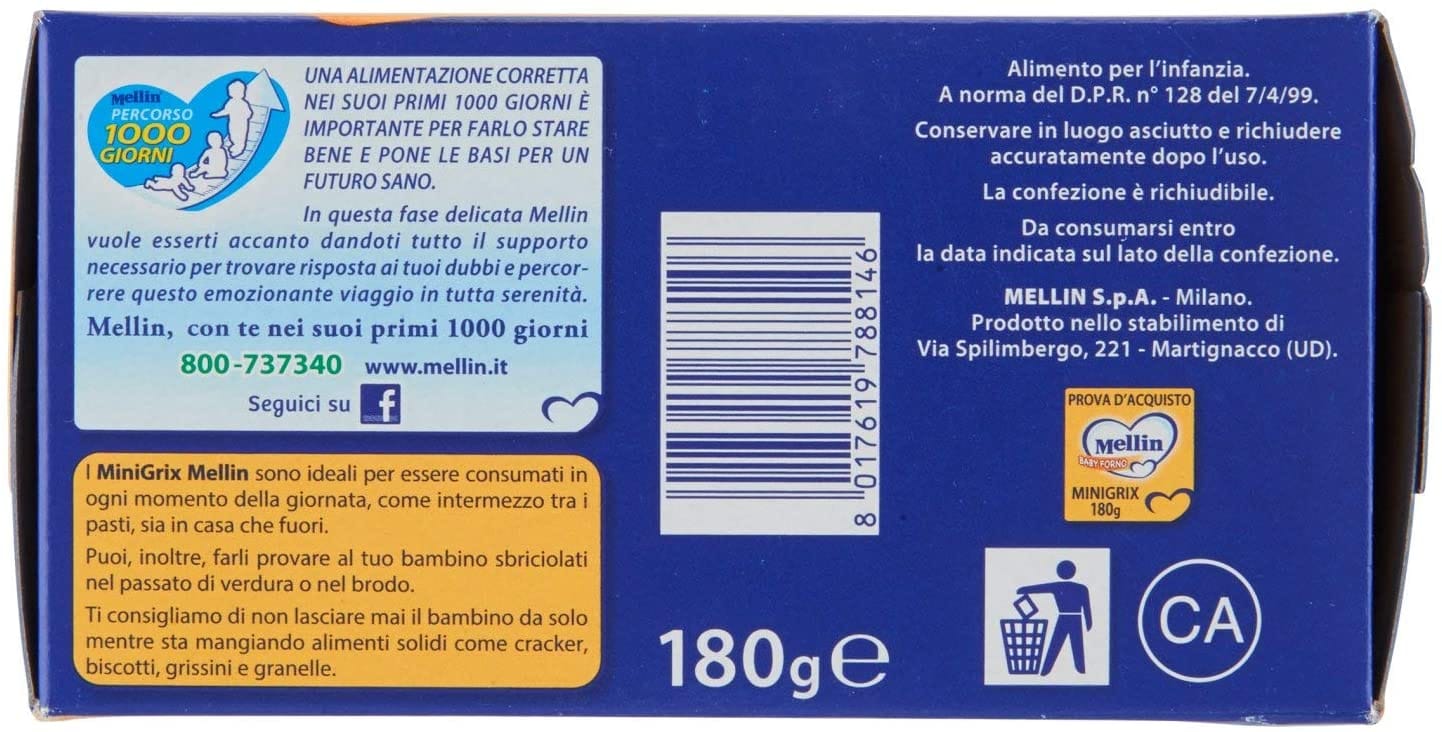 Mellin
PERCORSO
1000
GIORNI
UNA ALIMENTAZIONE CORRETTA
NEI SUOI PRIMI 1000 GIORNI È
IMPORTANTE PER FARLO STARE
BENE E PONE LE BASI PER UN
FUTURO SANO.
In questa fase delicata Mellin
vuole esserti accanto dandoti tutto il supporto
necessario per trovare risposta ai tuoi dubbi e percor-
rere questo emozionante viaggio in tutta serenità.
Mellin, con te nei suoi primi 1000 giorni
800-737340 www.mellin.it
Seguici su f
I MiniGrix Mellin sono ideali per essere consumati in
ogni momento della giornata, come intermezzo tra i
pasti, sia in casa che fuori.
Puoi, inoltre, farli provare al tuo bambino sbriciolati
nel passato di verdura o nel brodo.
Ti consigliamo di non lasciare mai il bambino da solo
mentre sta mangiando alimenti solidi come cracker,
biscotti, grissini e granelle.
8 017619 788146
180g e
Alimento per l'infanzia.
A norma del D.P.R. n° 128 del 7/4/99.
Conservare in luogo asciutto e richiudere
accuratamente dopo l'uso.
La confezione è richiudibile.
Da consumarsi entro
la data indicata sul lato della confezione.
MELLIN S.p.A. - Milano.
Prodotto nello stabilimento di
Via Spilimbergo, 221 - Martignacco (UD).
PROVA D'ACQUISTO
Mellin
BABY FORNO
MINIGRIX
180g
CA